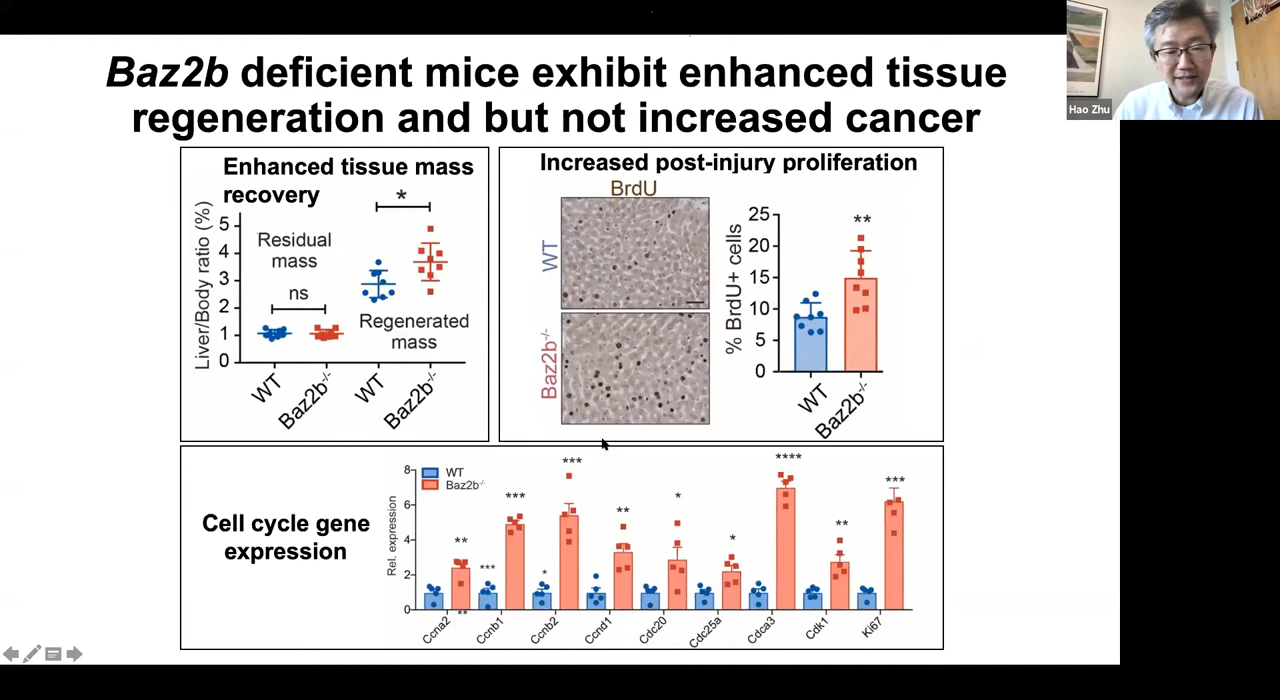 Baz2b deficient mice exhibit enhanced tissue
regeneration and but not increased cancer
Hao Zhu
Enhanced tissue mass
recovery
Liver/Body ratio (%)
5
4
3
2
1
0
Residual
mass
ns
*
Regenerated
mass
WT
Baz2b-/-
WT
Baz2b-/-
Increased post-injury proliferation
BrdU
WT
Baz2b-/-
% BrdU+ cells
25
20
15
10
5
0
**
WT
Baz2b-/-
Cell cycle gene
expression
Rel. expression
8
6
4
2
0
WT
Baz2b-/-
**
**
***
***
*
***
**
*
*
****
**
***
Ccna2
Ccnb1
Ccnb2
Ccnd1
Cdc20
Cdc25a
Cdca3
Cdk1
Ki67